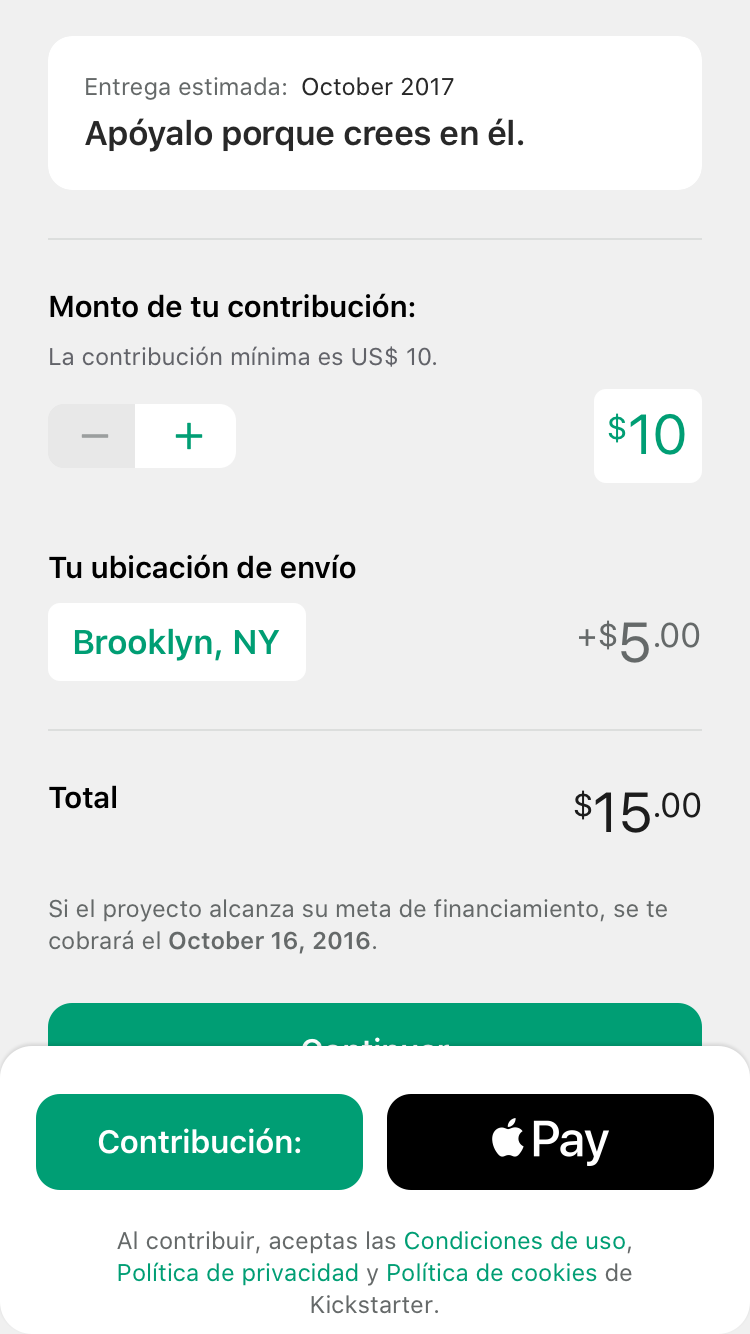 Entrega estimada: October 2017
Apóyalo porque crees en él.
Monto de tu contribución:
La contribución mínima es US$ 10.
$10
Tu ubicación de envío
Brooklyn, NY
+$5.00
Total
$15.00
Si el proyecto alcanza su meta de financiamiento, se te
cobrará el October 16, 2016.
Continuar
Contribución:
Pay
Al contribuir, aceptas las Condiciones de uso,
Política de privacidad y Política de cookies de
Kickstarter.